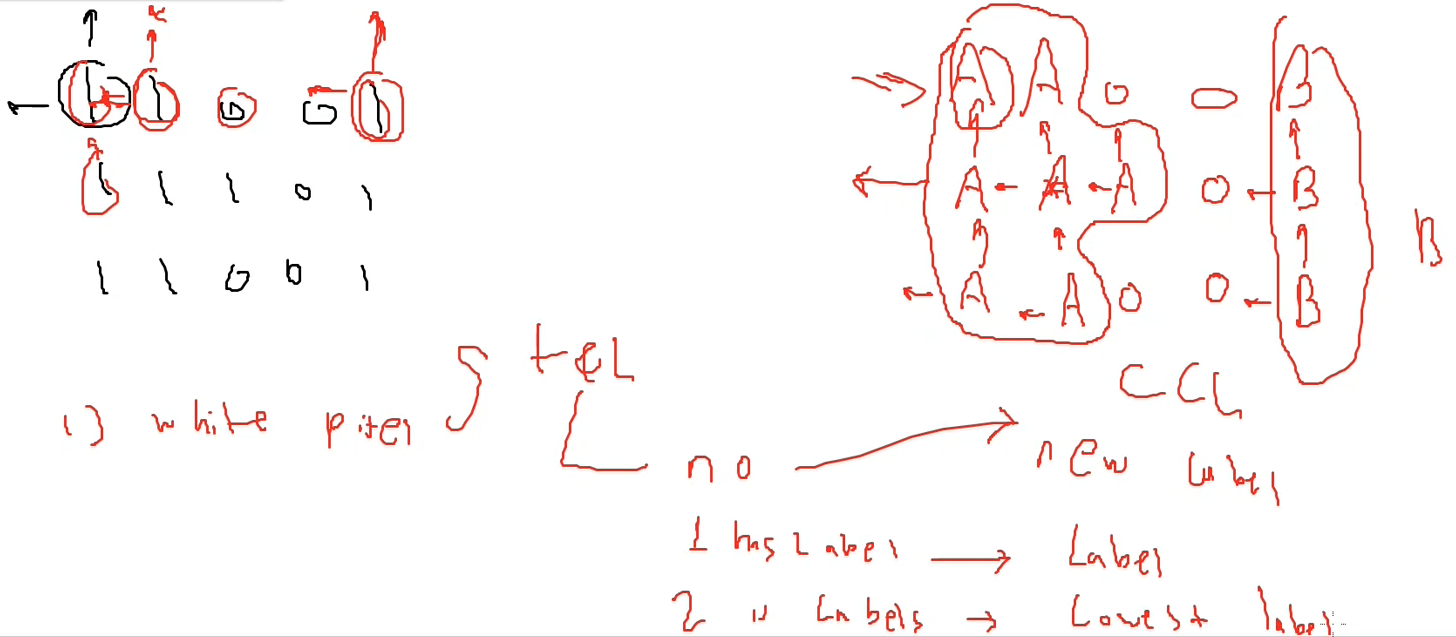 1 1 0 0 1
1 1 1 0 1
1 1 0 0 1
A A 0 0 B
A A A 0 B
A A 0 0 B
B
CCL
1) white pixel
T & L
no → new label
1 has Label → Label
2 " Labels → Lowest label